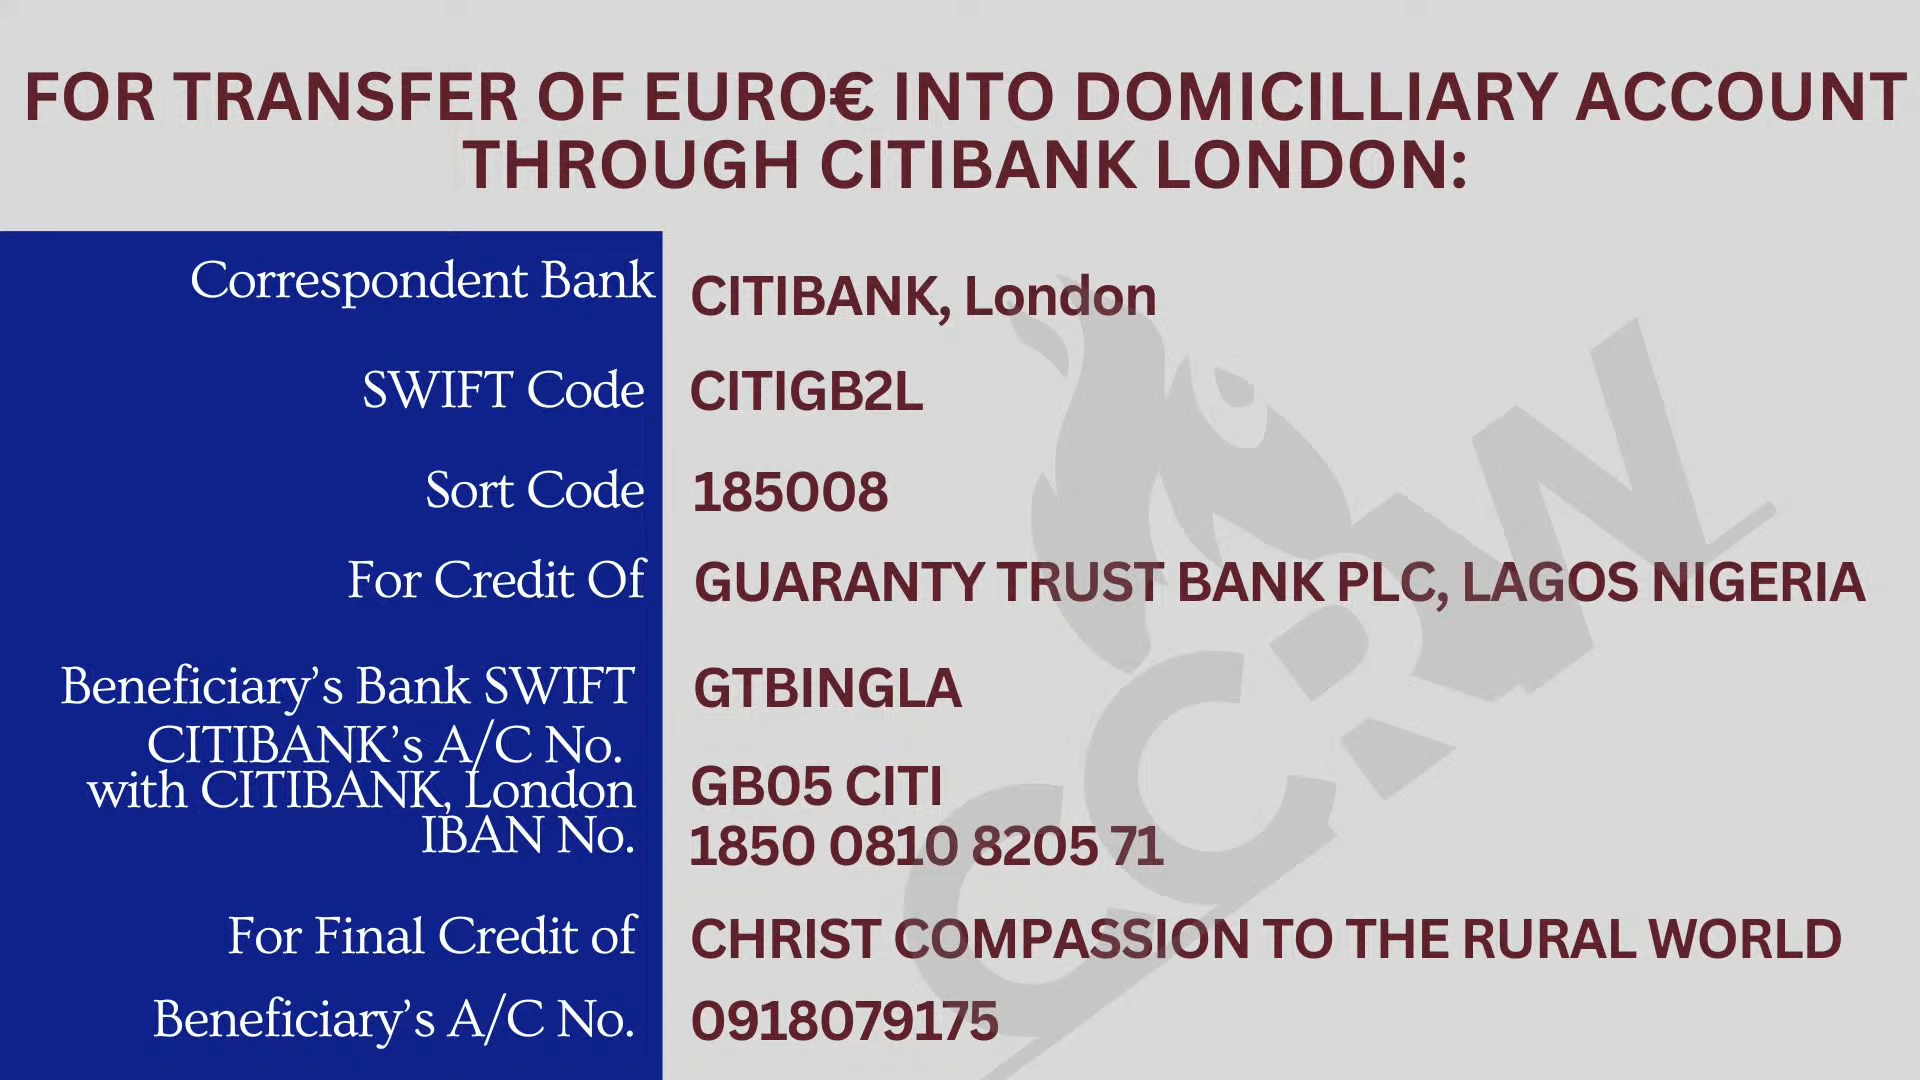 FOR TRANSFER OF EURO€ INTO DOMICILLIARY ACCOUNT
THROUGH CITIBANK LONDON:
Correspondent Bank CITIBANK, London
SWIFT Code CITIGB2L
Sort Code 185008
For Credit Of GUARANTY TRUST BANK PLC, LAGOS NIGERIA
Beneficiary's Bank SWIFT GTBINGLA
CITIBANK's A/C No.
with CITIBANK, London GB05 CITI
IBAN No. 1850 0810 8205 71
For Final Credit of CHRIST COMPASSION TO THE RURAL WORLD
Beneficiary's A/C No. 0918079175
CCRW